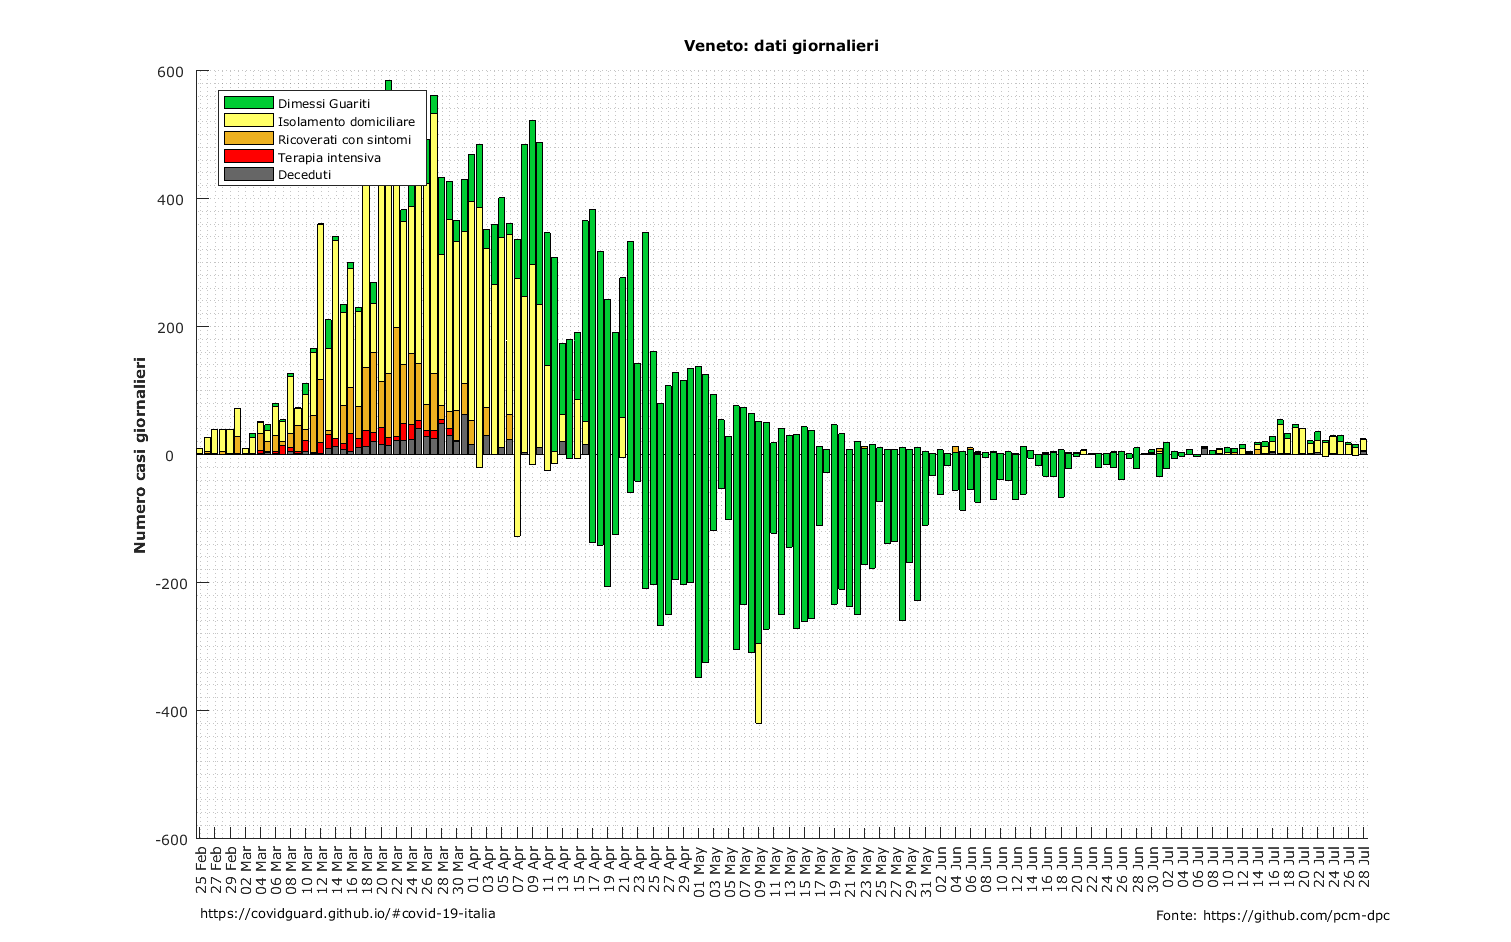 Veneto: dati giornalieri
600
400
200
0
-200
-400
-600
Numero casi giornalieri
Dimessi Guariti
Isolamento domiciliare
Ricoverati con sintomi
Terapia intensiva
Deceduti
25 Feb
27 Feb
29 Feb
02 Mar
04 Mar
06 Mar
08 Mar
10 Mar
12 Mar
14 Mar
16 Mar
18 Mar
20 Mar
22 Mar
24 Mar
26 Mar
28 Mar
30 Mar
01 Apr
03 Apr
05 Apr
07 Apr
09 Apr
11 Apr
13 Apr
15 Apr
17 Apr
19 Apr
21 Apr
23 Apr
25 Apr
27 Apr
29 Apr
01 May
03 May
05 May
07 May
09 May
11 May
13 May
15 May
17 May
19 May
21 May
23 May
25 May
27 May
29 May
31 May
02 Jun
04 Jun
06 Jun
08 Jun
10 Jun
12 Jun
14 Jun
16 Jun
18 Jun
20 Jun
22 Jun
24 Jun
26 Jun
28 Jun
30 Jun
02 Jul
04 Jul
06 Jul
08 Jul
10 Jul
12 Jul
14 Jul
16 Jul
18 Jul
20 Jul
22 Jul
24 Jul
26 Jul
28 Jul
https://covidguard.github.io/#covid-19-italia
Fonte: https://github.com/pcm-dpc